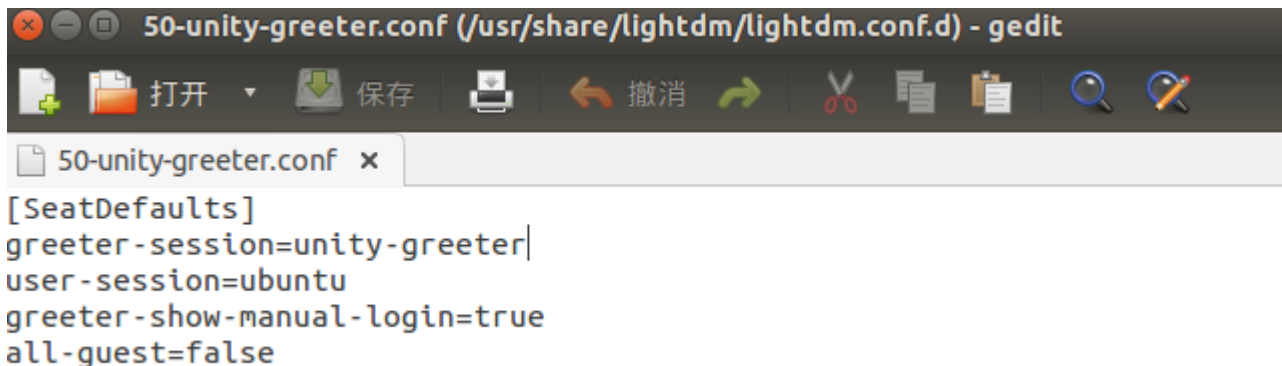 50-unity-greeter.conf (/usr/share/lightdm/lightdm.conf.d) - gedit
打开 保存 撤消
50-unity-greeter.conf ×
[SeatDefaults]
greeter-session=unity-greeter
user-session=ubuntu
greeter-show-manual-login=true
all-guest=false